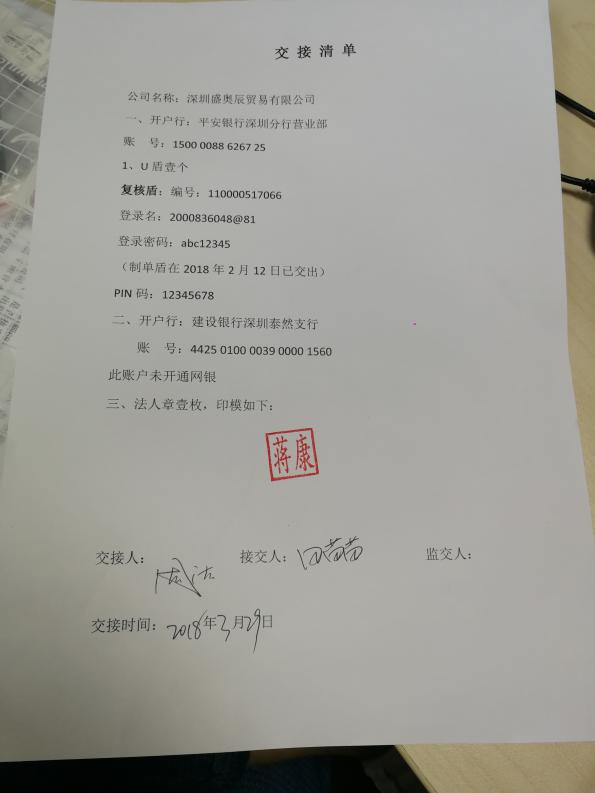 交接清单
公司名称：深圳盛奥辰贸易有限公司
一、开户行：平安银行深圳分行营业部
账 号：1500 0088 6267 25
1、U盾壹个
复核盾：编号：110000517066
登录名：2000836048@81
登录密码：abc12345
（制单盾在 2018 年 2 月 12 日已交出）
PIN 码：12345678
二、开户行：建设银行深圳泰然支行
账 号：4425 0100 0039 0000 1560
此账户未开通网银
三、法人章壹枚，印模如下：
蒋康
交接人： 接交人：田苗苗 监交人：
交接时间：2018年3月29日